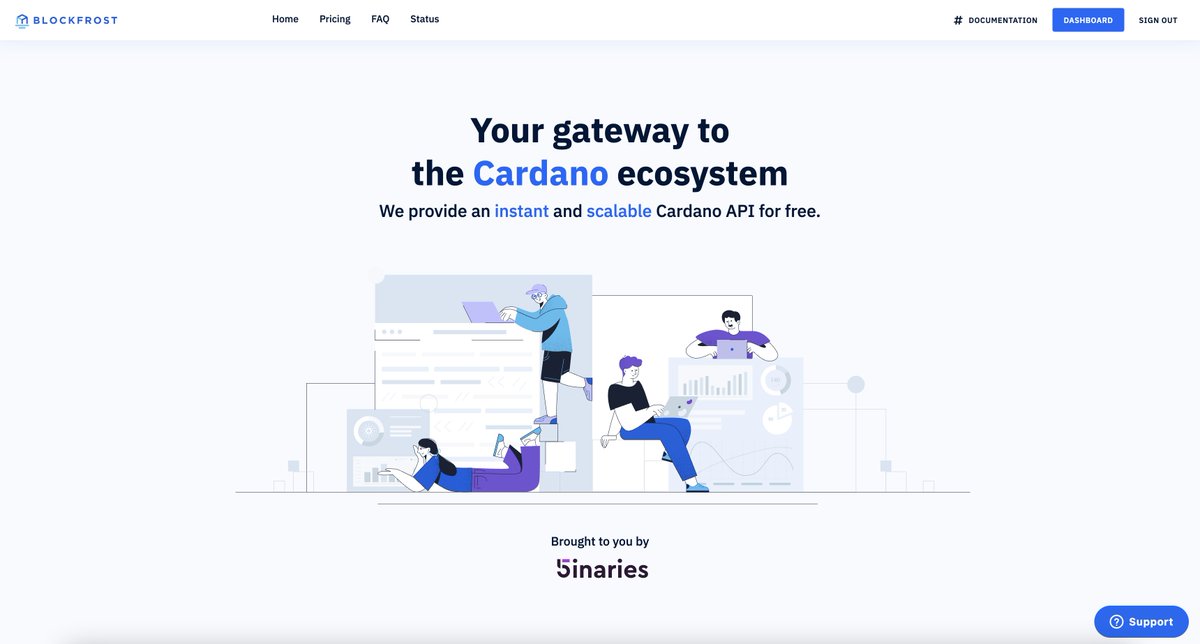 BLOCKFROST
Home Pricing FAQ Status
# DOCUMENTATION DASHBOARD SIGN OUT
Your gateway to
the Cardano ecosystem
We provide an instant and scalable Cardano API for free.
Brought to you by
5inaries
Support